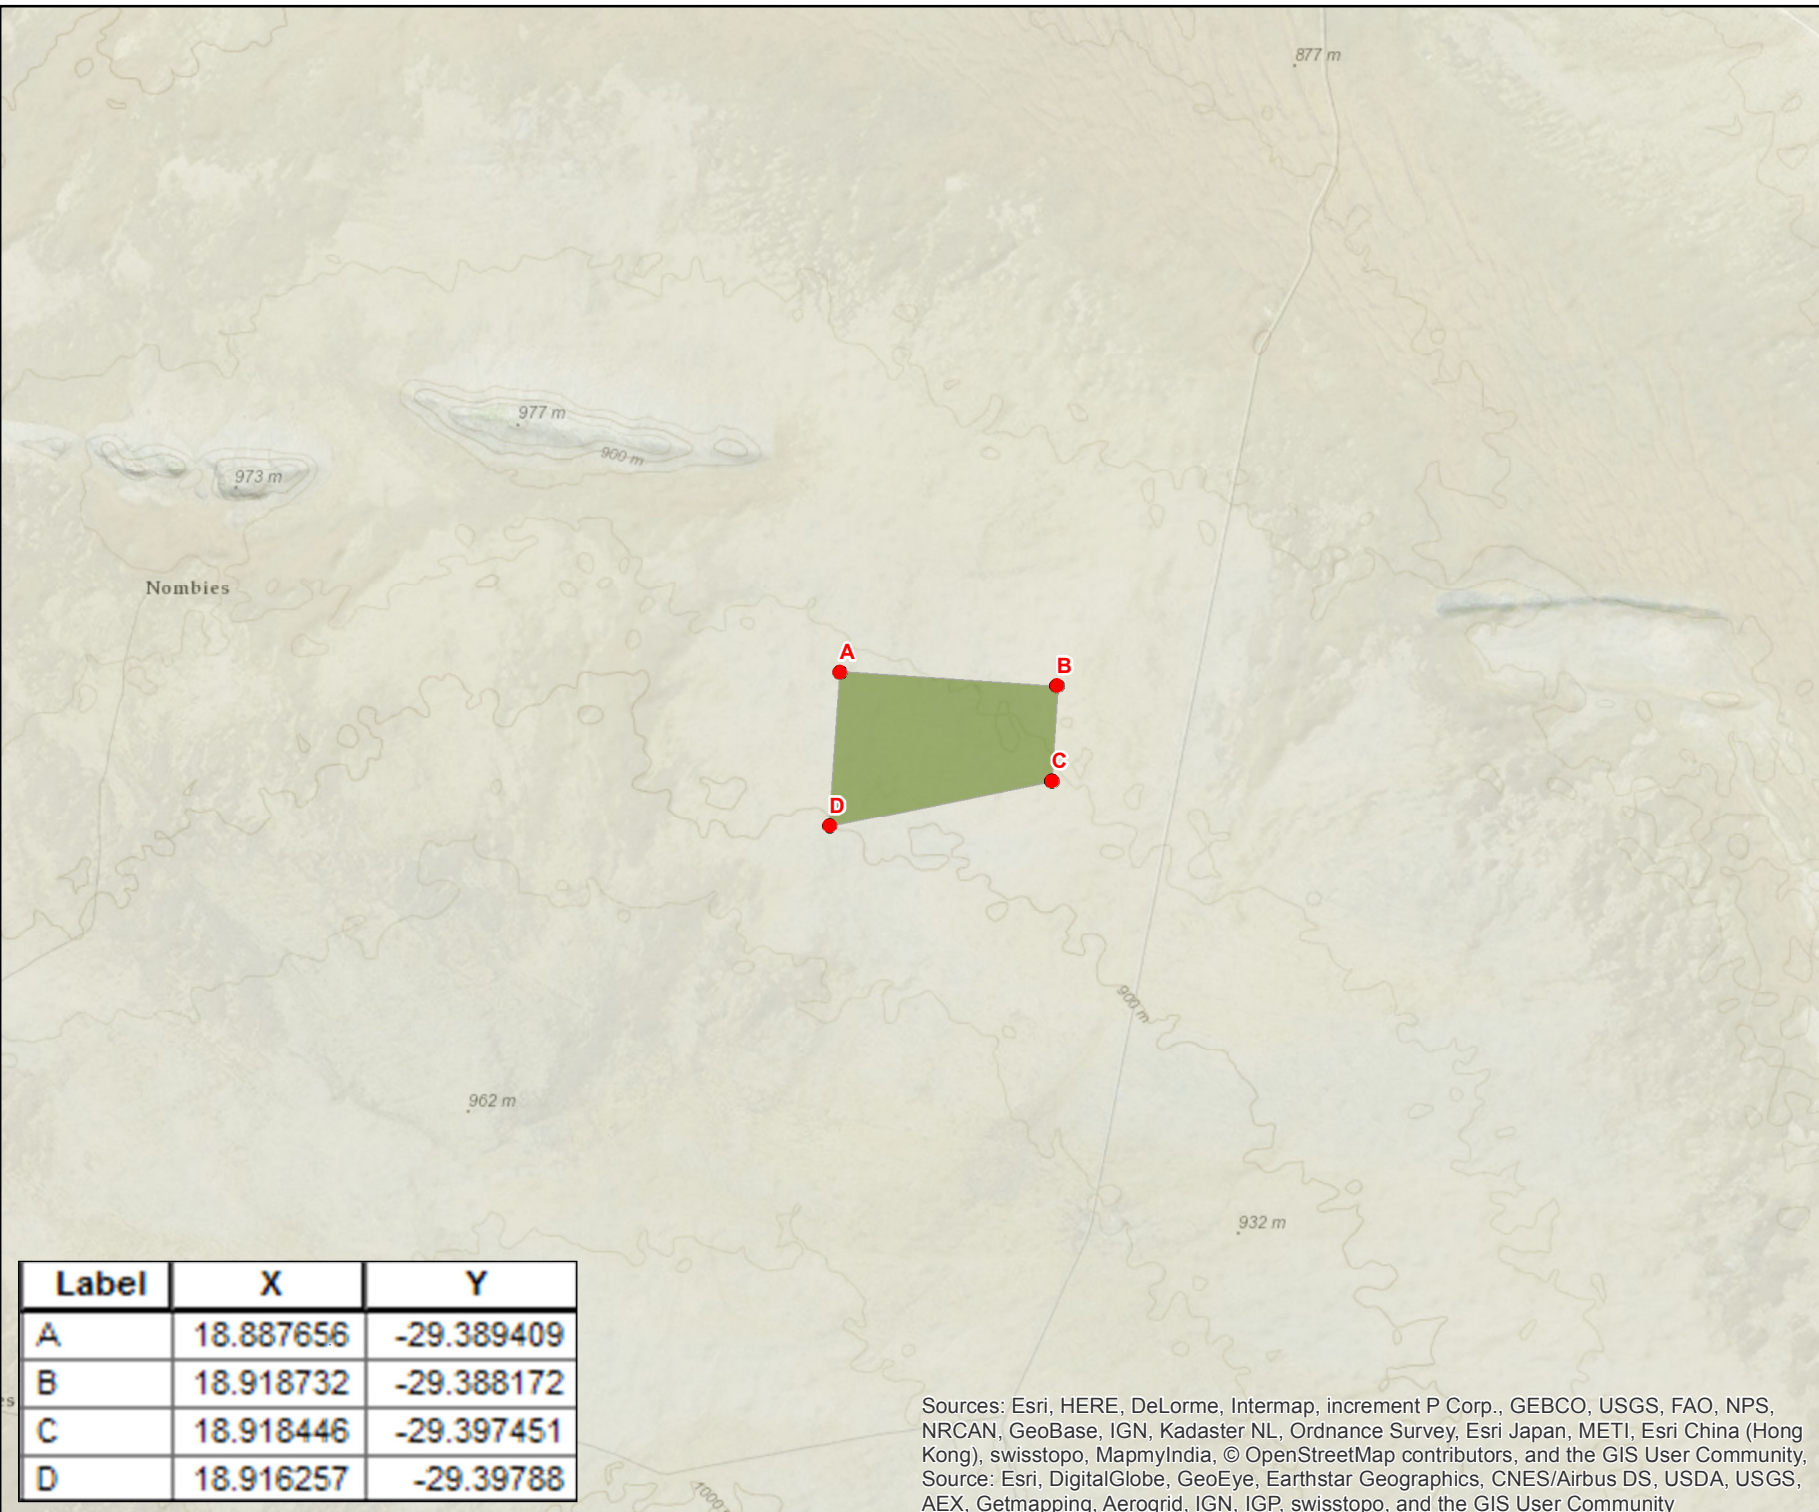 877 m
977 m
900 m
973 m
Nombies
A
B
C
D
900 m
962 m
932 m
Label X Y
A 18.887656 -29.389409
B 18.918732 -29.388172
C 18.918446 -29.397451
D 18.916257 -29.39788
Sources: Esri, HERE, DeLorme, Intermap, increment P Corp., GEBCO, USGS, FAO, NPS,
NRCAN, GeoBase, IGN, Kadaster NL, Ordnance Survey, Esri Japan, METI, Esri China (Hong
Kong), swisstopo, MapmyIndia, © OpenStreetMap contributors, and the GIS User Community,
Source: Esri, DigitalGlobe, GeoEye, Earthstar Geographics, CNES/Airbus DS, USDA, USGS,
AEX, Getmapping, Aerogrid, IGN, IGP, swisstopo, and the GIS User Community